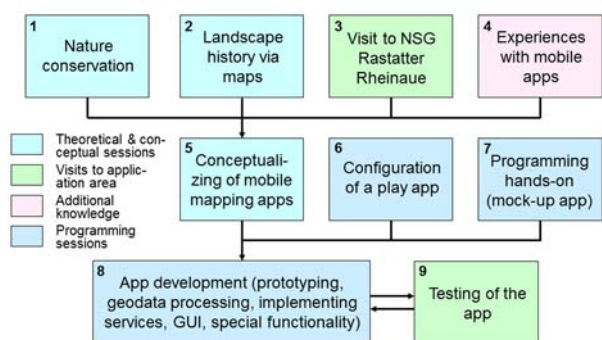 1
Nature
conservation
2
Landscape
history via
maps
3
Visit to NSG
Rastatter
Rheinaue
4
Experiences
with mobile
apps
Theoretical & con-
ceptual sessions
Visits to applic-
ation area
Additional
knowledge
Programming
sessions
5
Conceptuali-
zing of mobile
mapping apps
6
Configuration
of a play app
7
Programming
hands-on
(mock-up app)
8
App development (prototyping,
geodata processing, implementing
services, GUI, special functionality)
9
Testing of the
app